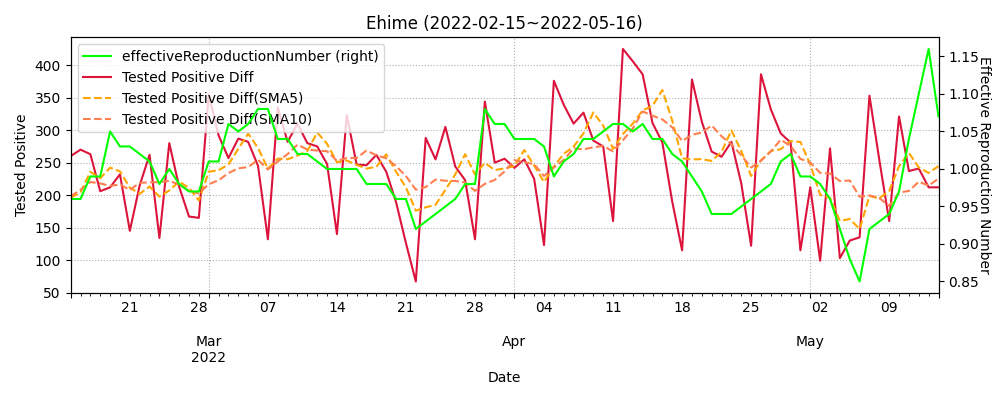 Ehime (2022-02-15~2022-05-16)
effectiveReproductionNumber (right)
Tested Positive Diff
Tested Positive Diff(SMA5)
Tested Positive Diff(SMA10)
Tested Positive
400
350
300
250
200
150
100
50
1.15
1.10
1.05
1.00
0.95
0.90
0.85
Effective Reproduction Number
21 28 07 14 21 28 04 11 18 25 02 09
Mar Apr May
2022
Date